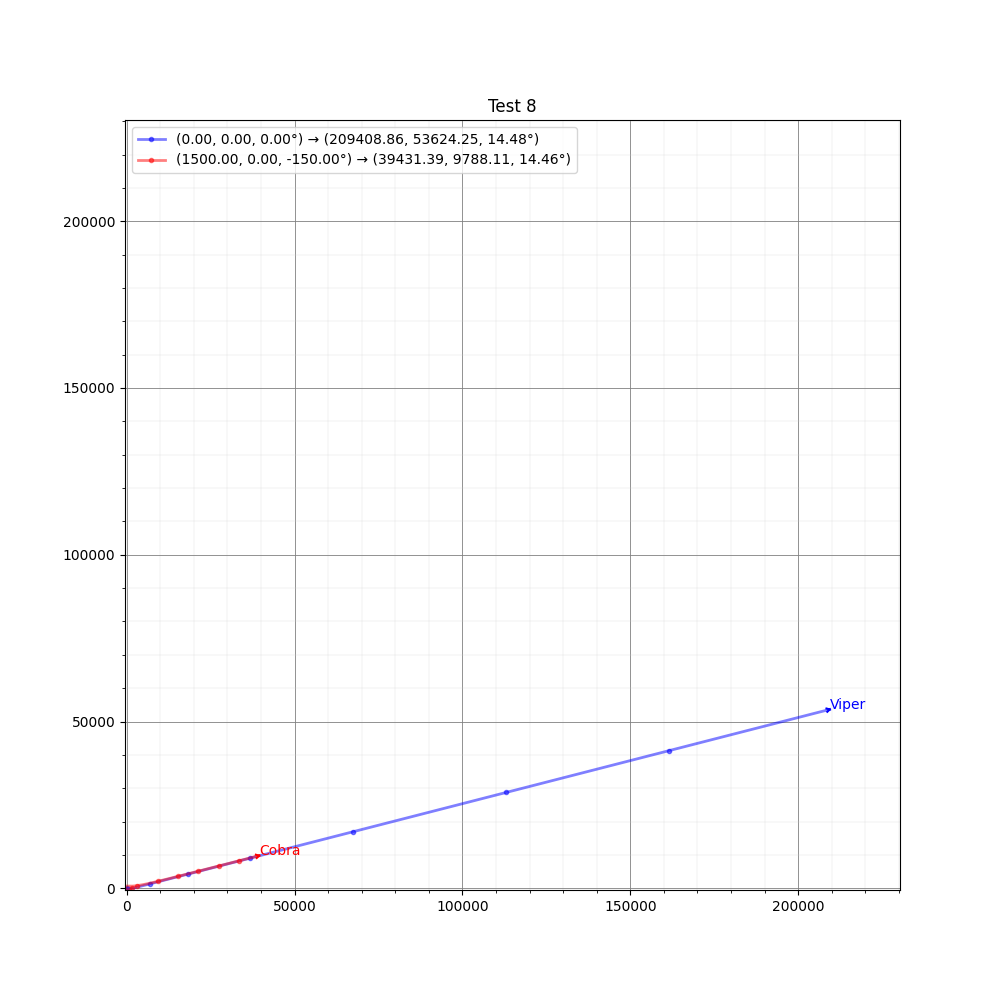 Test 8
(0.00, 0.00, 0.00°) → (209408.86, 53624.25, 14.48°)
(1500.00, 0.00, -150.00°) → (39431.39, 9788.11, 14.46°)
200000
150000
100000
50000
0
Viper
Cobra
0 50000 100000 150000 200000